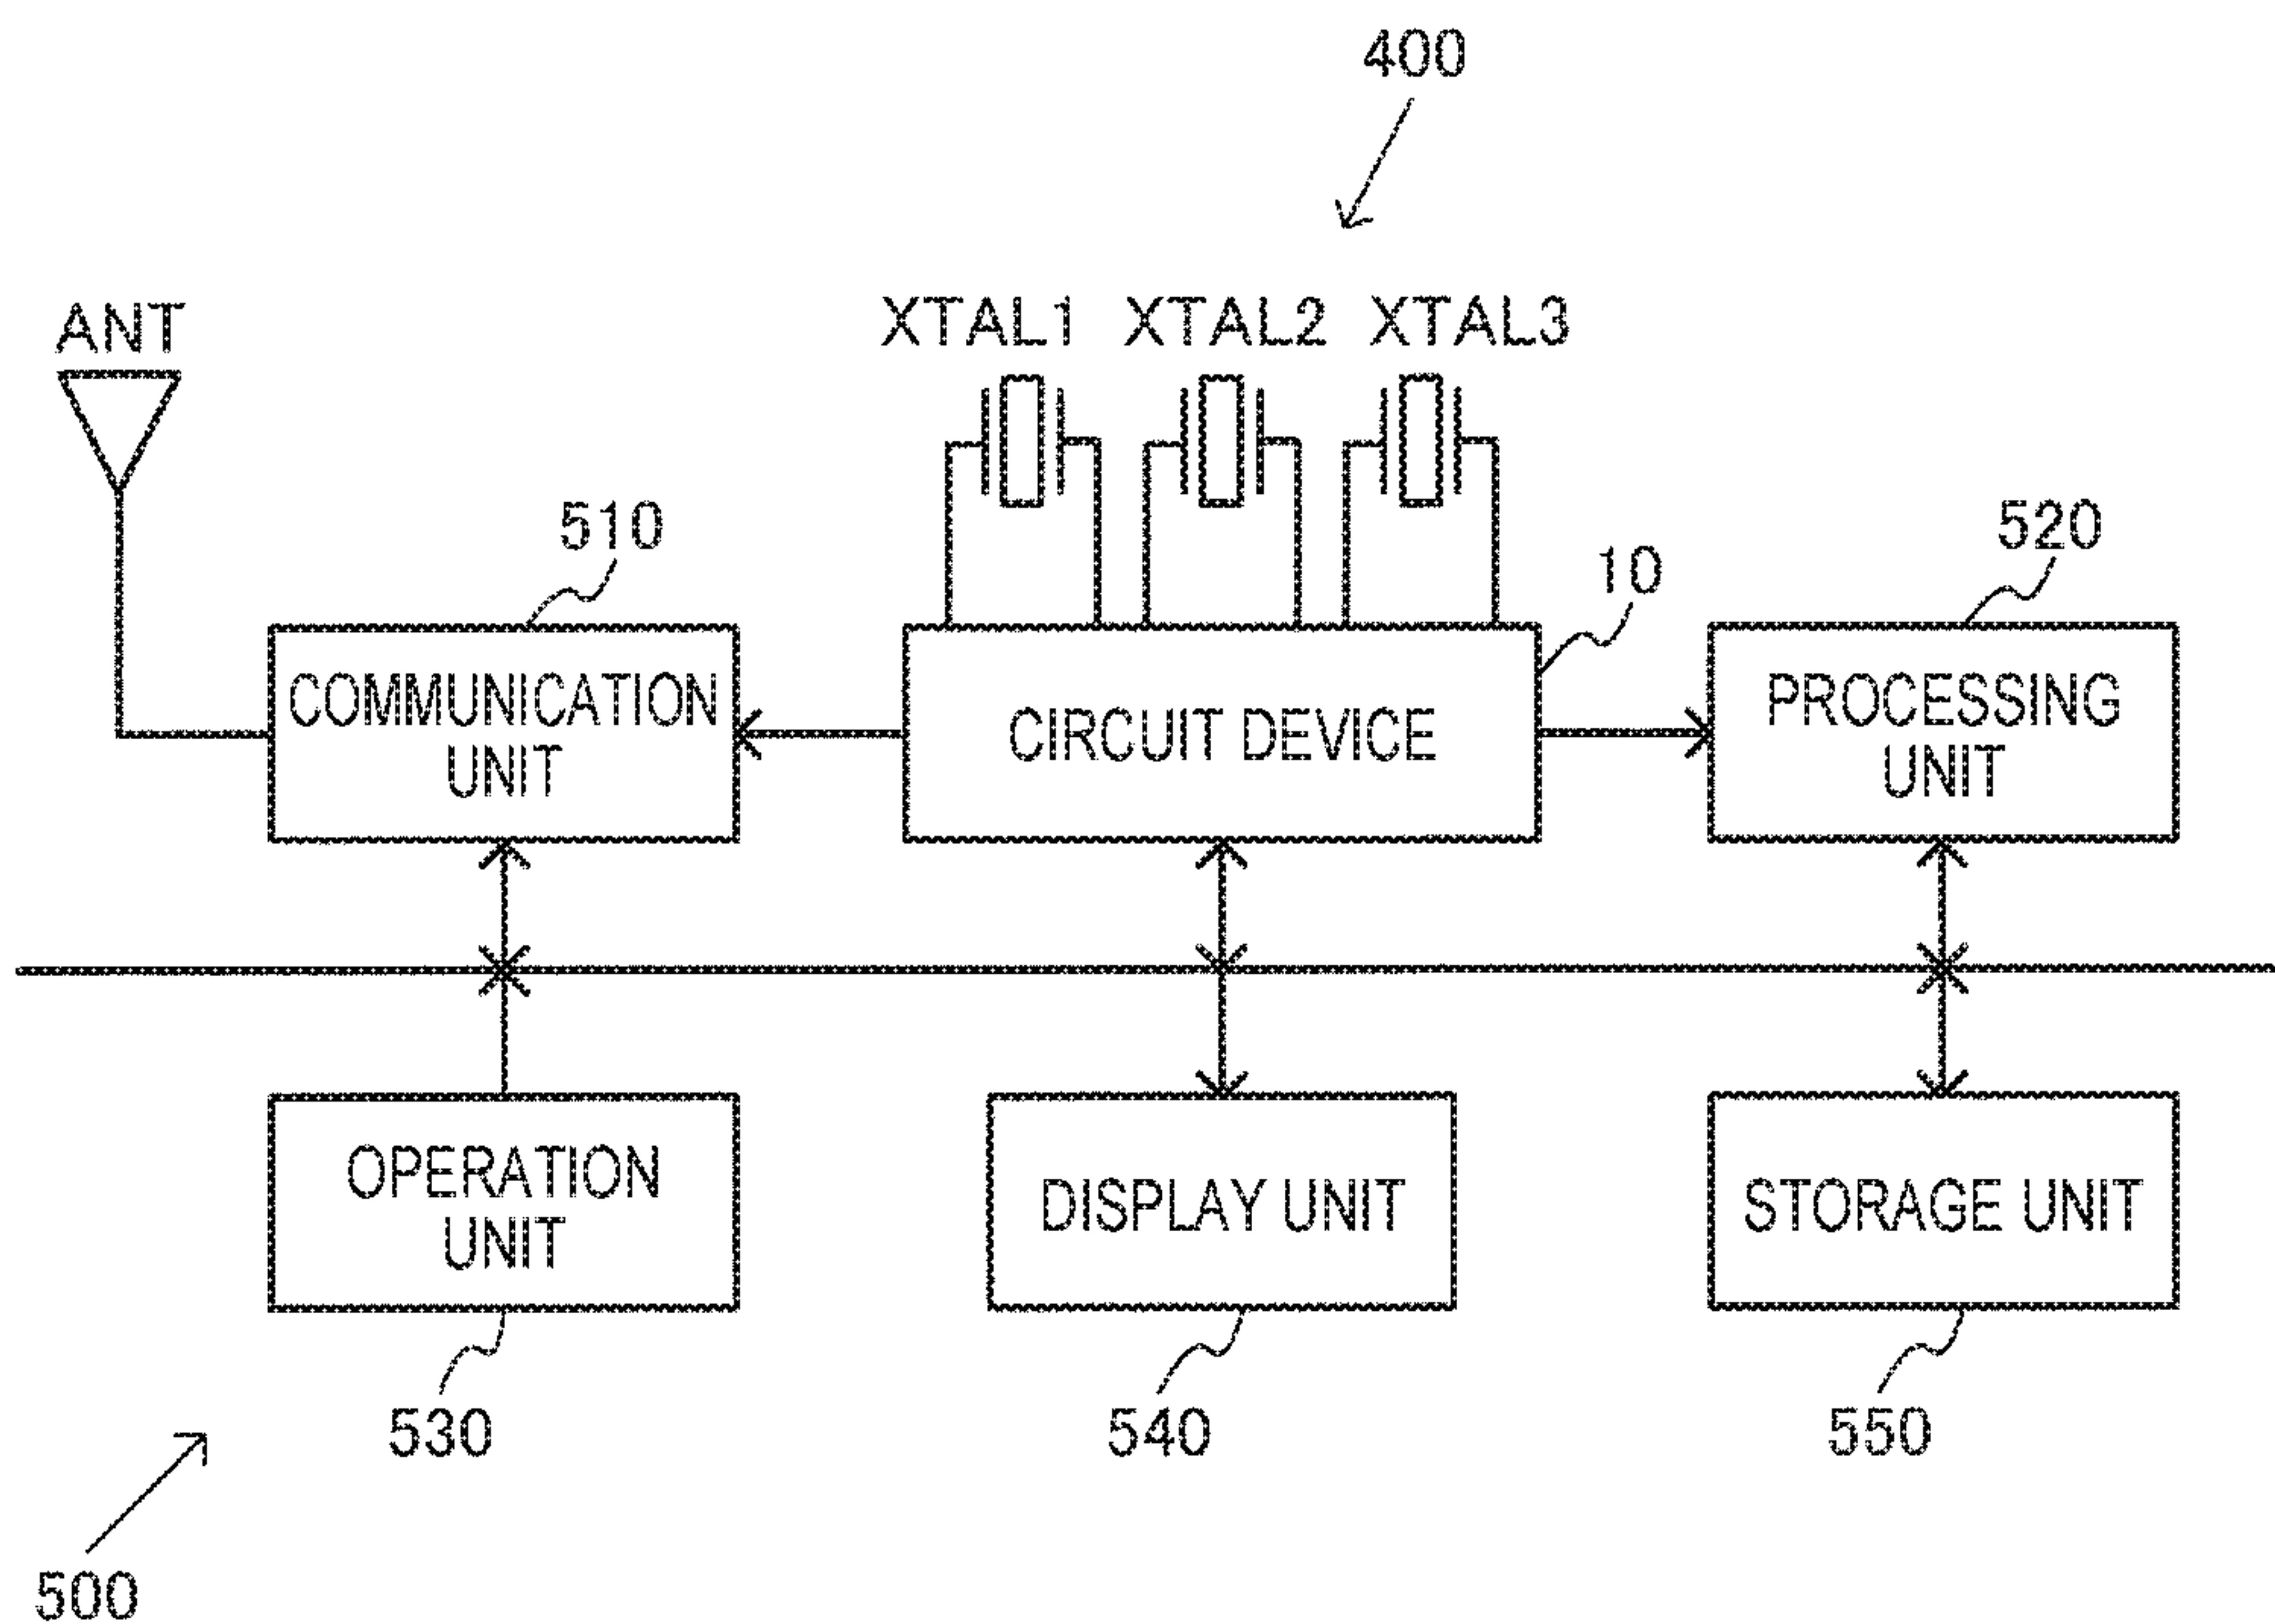 400
ANT
XTAL1 XTAL2 XTAL3
510
10
520
COMMUNICATION
UNIT
CIRCUIT DEVICE
PROCESSING
UNIT
OPERATION
UNIT
DISPLAY UNIT
STORAGE UNIT
530
540
550
500